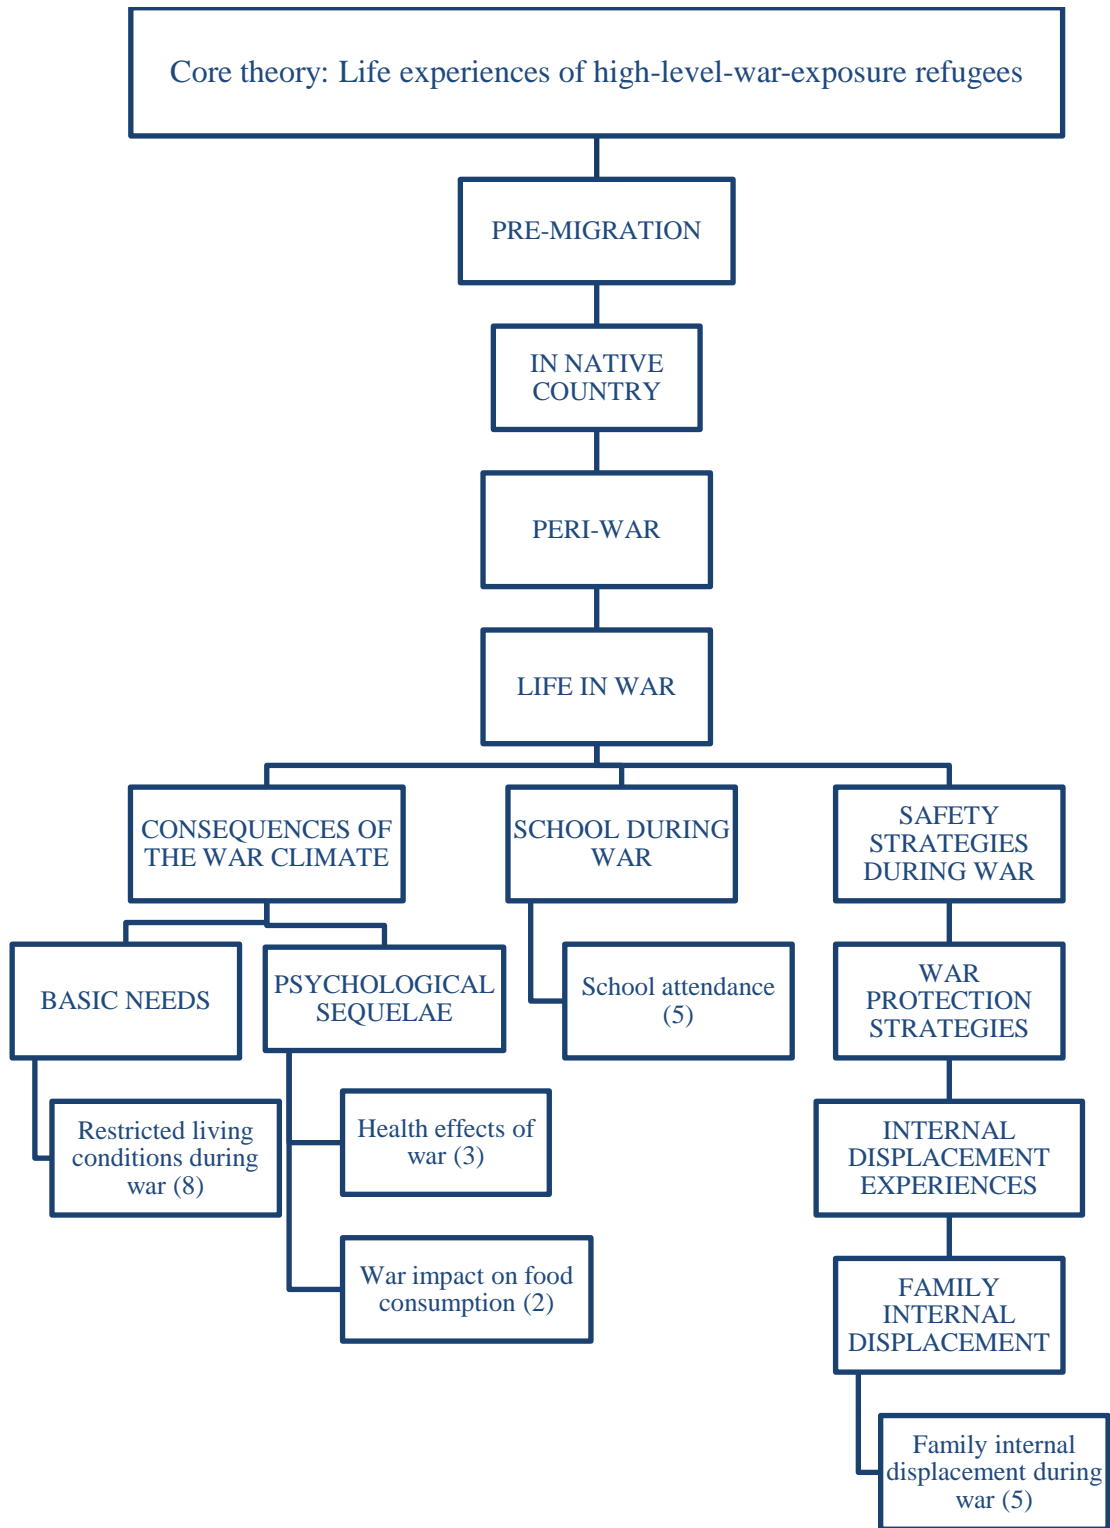 Core theory: Life experiences of high-level-war-exposure refugees
PRE-MIGRATION
IN NATIVE
COUNTRY
PERI-WAR
LIFE IN WAR
CONSEQUENCES OF
THE WAR CLIMATE
SCHOOL DURING
WAR
SAFETY
STRATEGIES
DURING WAR
BASIC NEEDS
PSYCHOLOGICAL
SEQUELAE
School attendance
(5)
WAR
PROTECTION
STRATEGIES
Restricted living
conditions during
war (8)
Health effects of
war (3)
INTERNAL
DISPLACEMENT
EXPERIENCES
War impact on food
consumption (2)
FAMILY
INTERNAL
DISPLACEMENT
Family internal
displacement during
war (5)